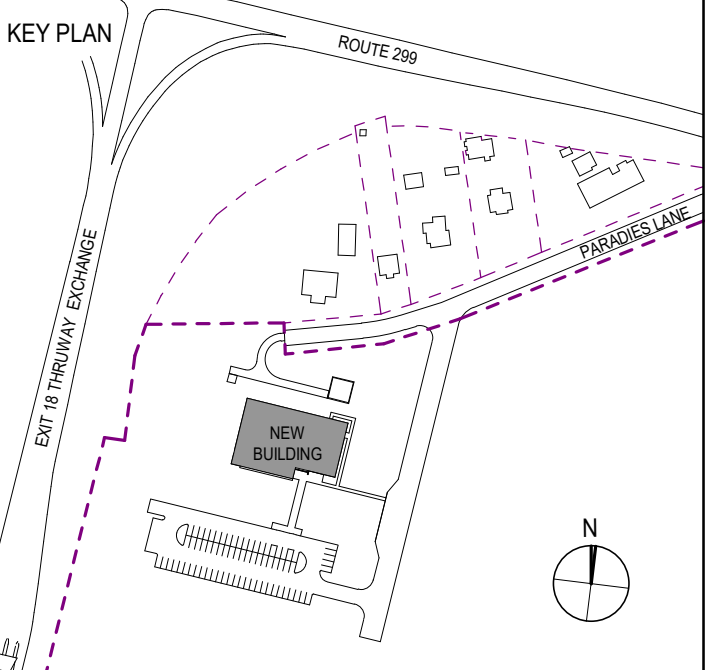 KEY PLAN
ROUTE 299
PARADIES LANE
EXIT 18 THRUWAY EXCHANGE
NEW
BUILDING
N